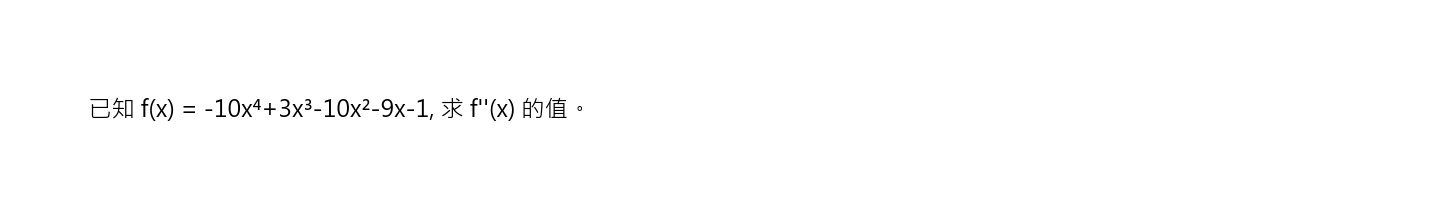 已知 f(x) = -10x⁴+3x³-10x²-9x-1, 求 f''(x) 的值。